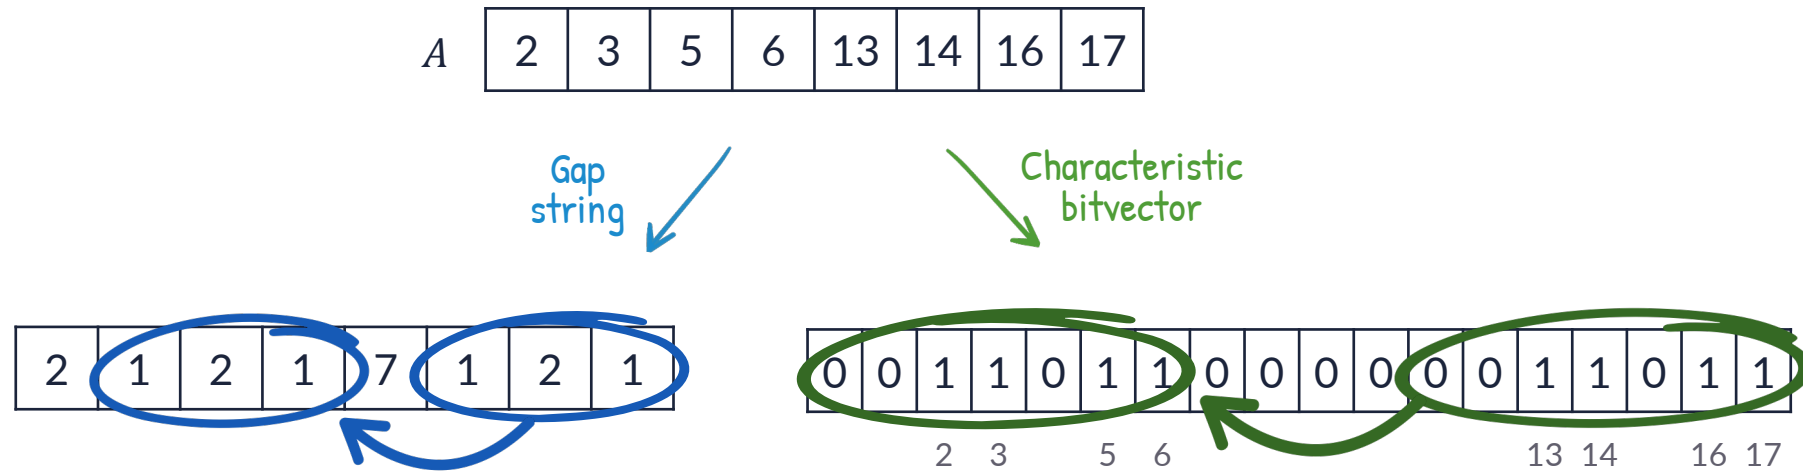 A 2 3 5 6 13 14 16 17
Gap
string
Characteristic
bitvector
2 1 2 1 7 1 2 1
0 0 1 1 0 1 1 0 0 0 0 0 0 1 1 0 1 1
2 3 5 6 13 14 16 17